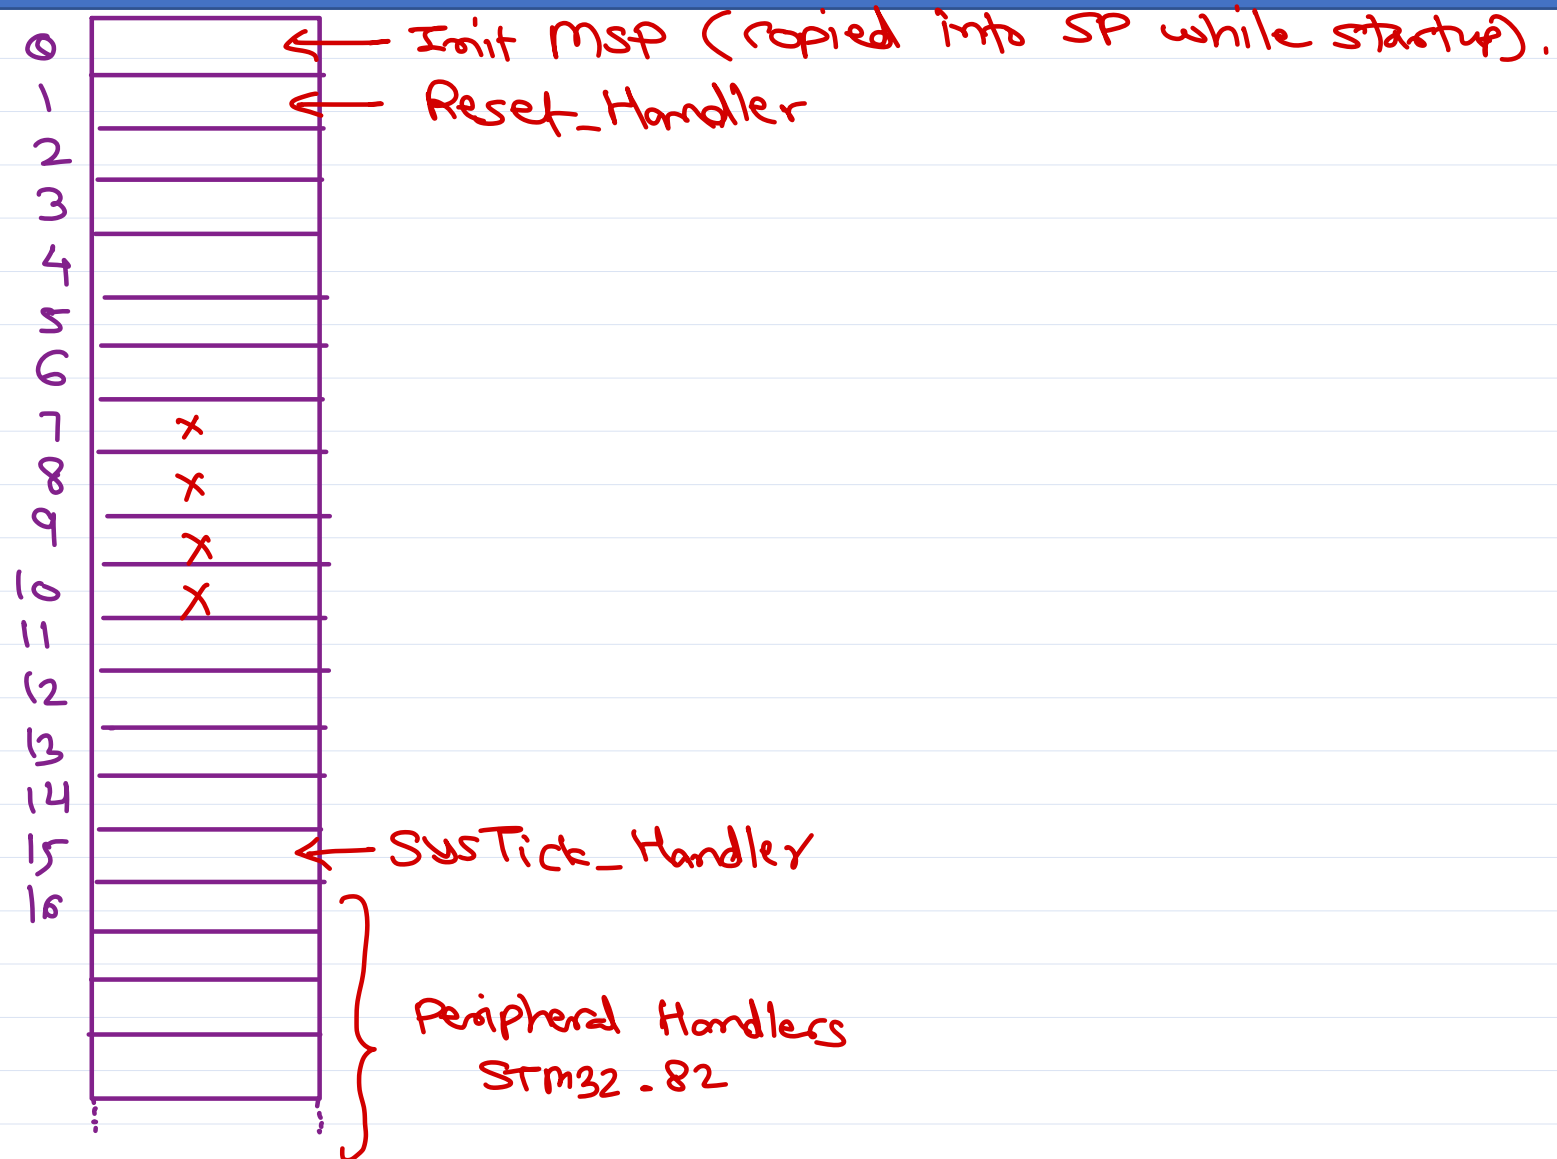 0 ← Init MSP (copied into SP while startup).
1 ← Reset_Handler
2
3
4
5
6
7 x
8 x
9 x
10 x
11
12
13
14
15 ← SysTick_Handler
16
Peripheral Handlers
STM32 - 82